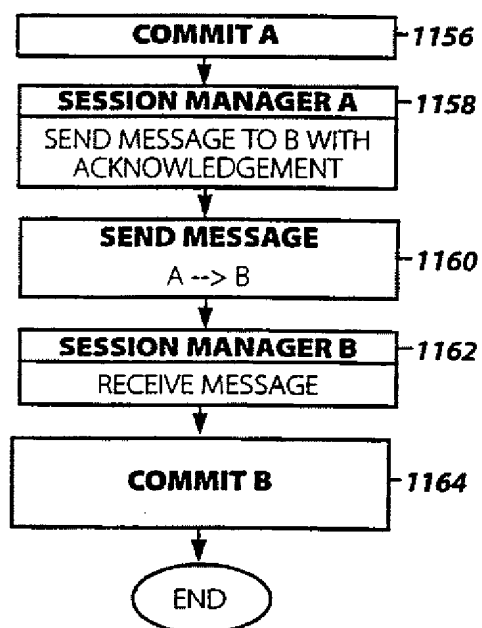 COMMIT A 1156
SESSION MANAGER A 1158
SEND MESSAGE TO B WITH
ACKNOWLEDGEMENT
SEND MESSAGE
A --> B 1160
SESSION MANAGER B 1162
RECEIVE MESSAGE
COMMIT B 1164
END